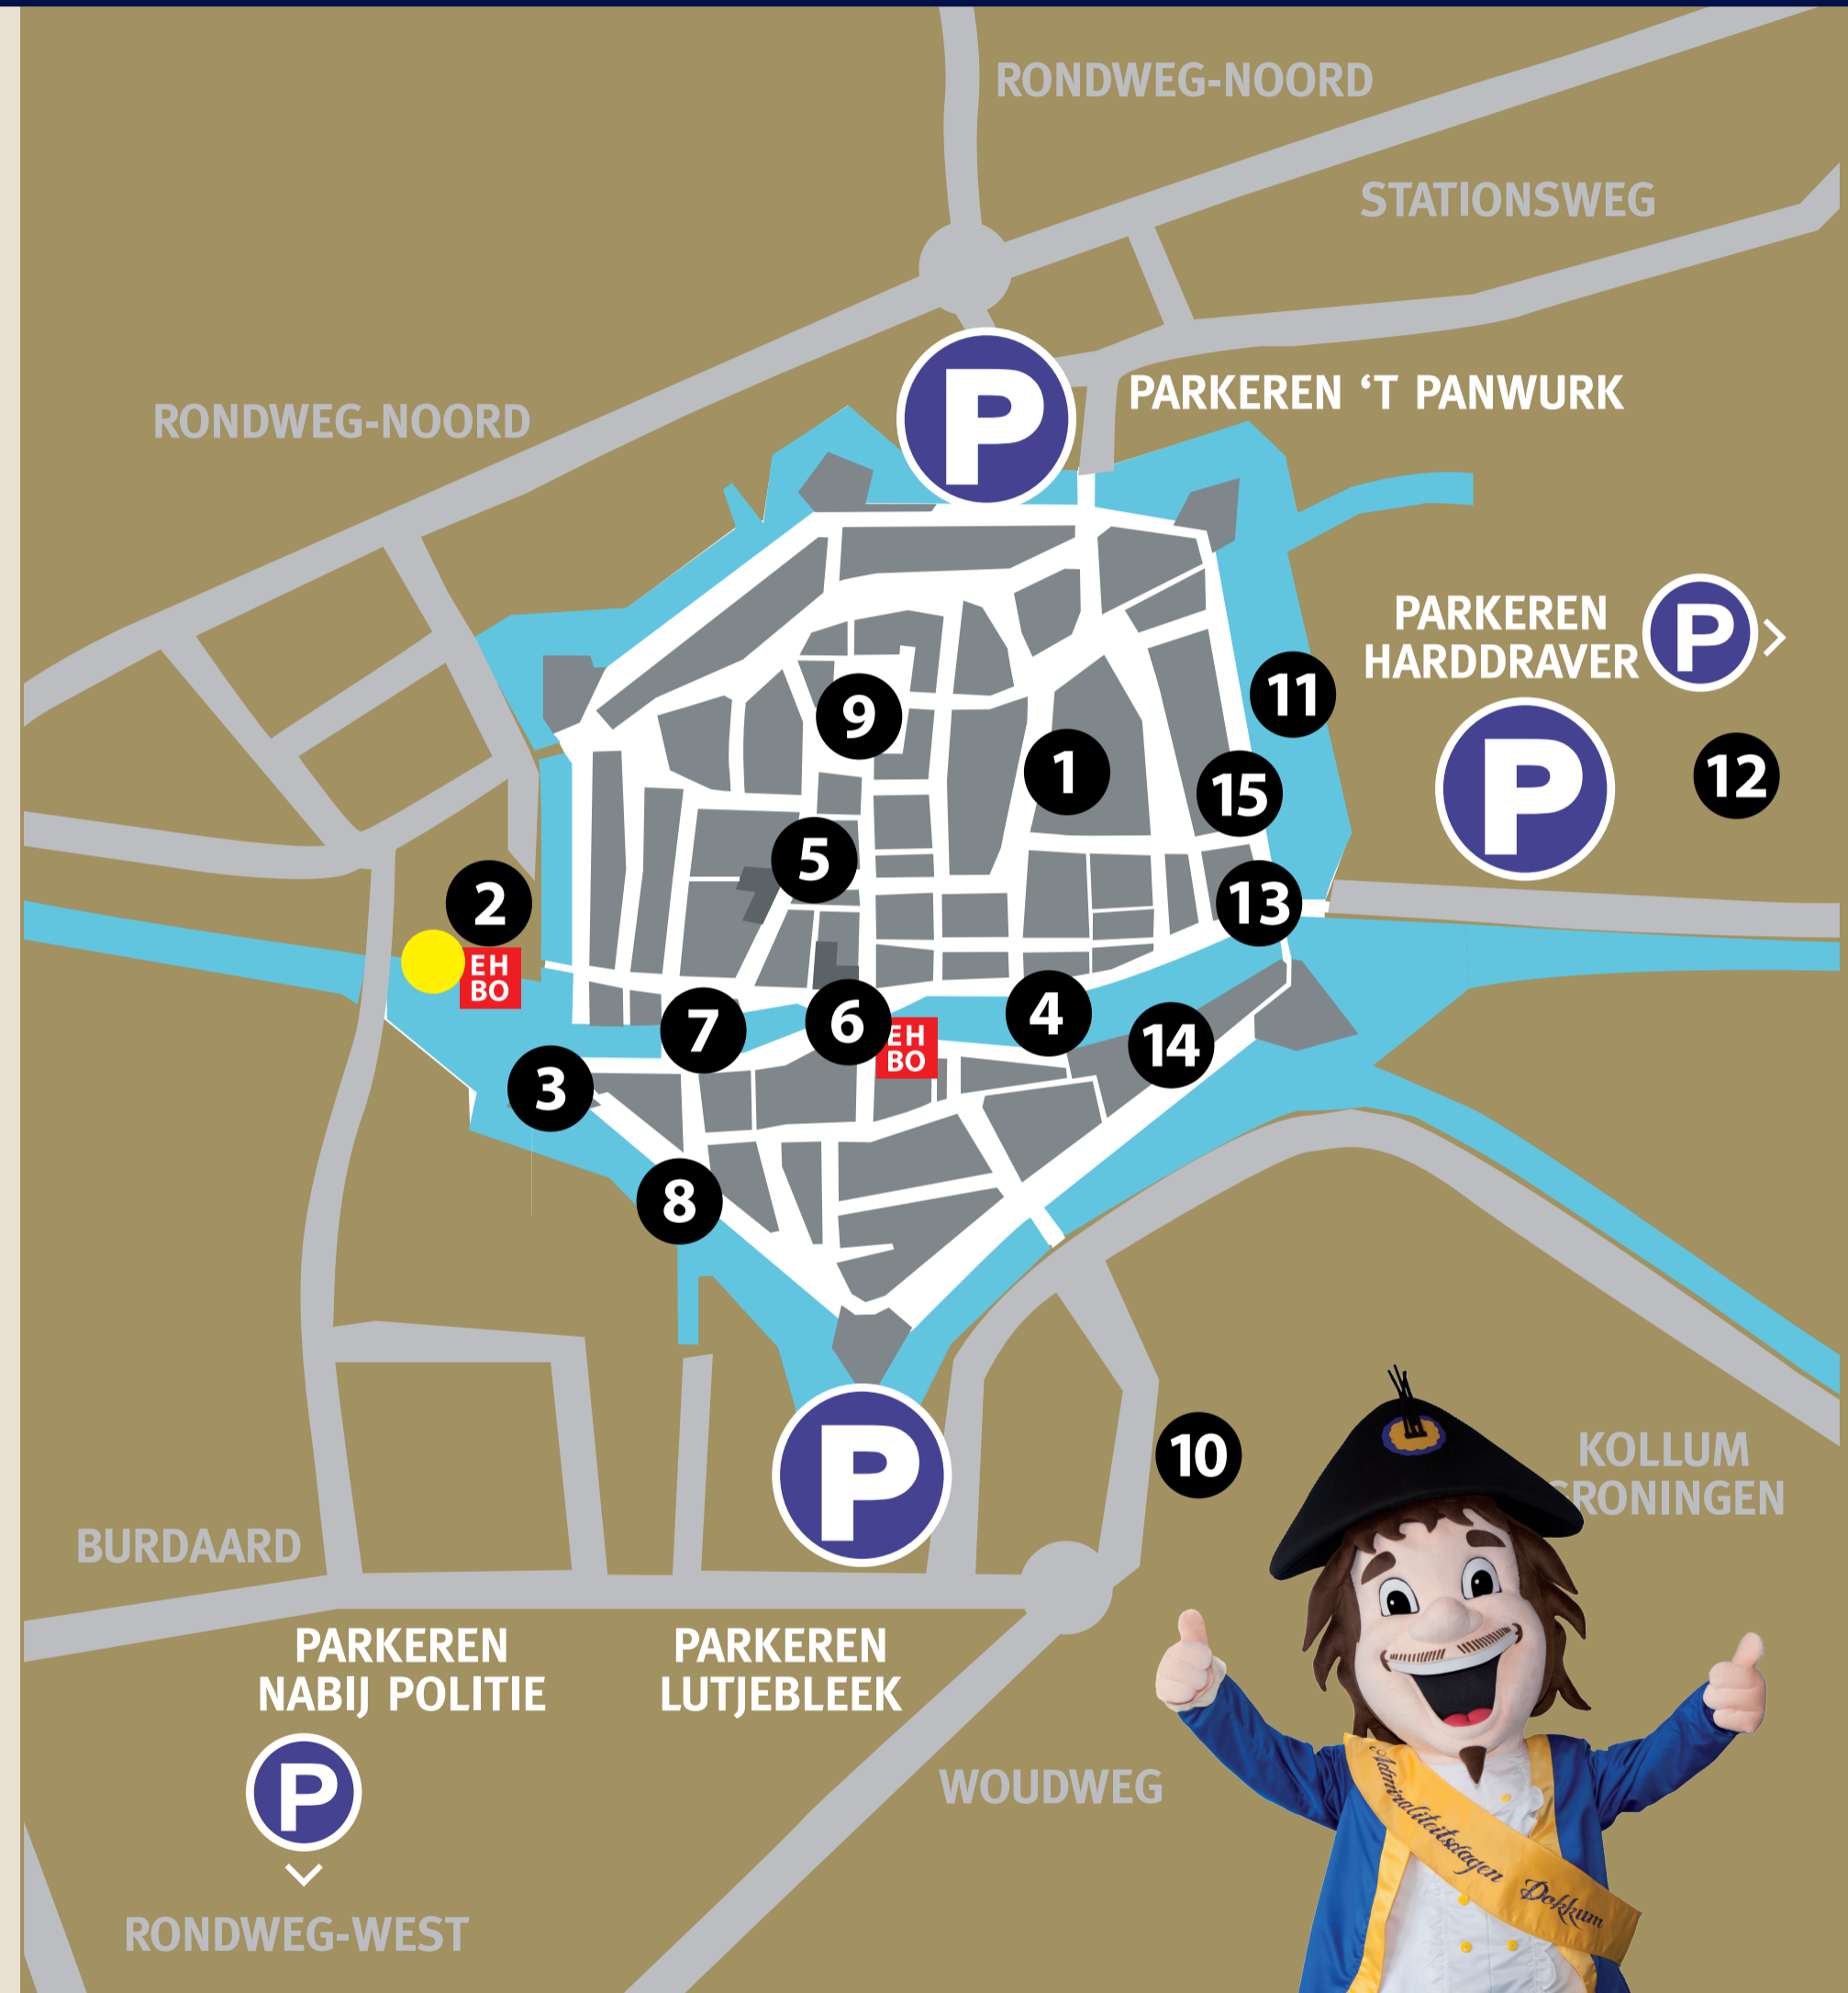 RONDWEG-NOORD
STATIONSWEG
P
PARKEREN ‘T PANWURK
RONDWEG-NOORD
PARKEREN
HARDDRAVER
P
P
11
9
1
12
15
5
2
13
EH
BO
7
6
4
EH
BO
14
3
8
P
10
KOLLUM
GRONINGEN
BURDAARD
PARKEREN
NABIJ POLITIE
PARKEREN
LUTJEBLEEK
P
WOUDWEG
RONDWEG-WEST
Admiraliteitsdagen Dokkum